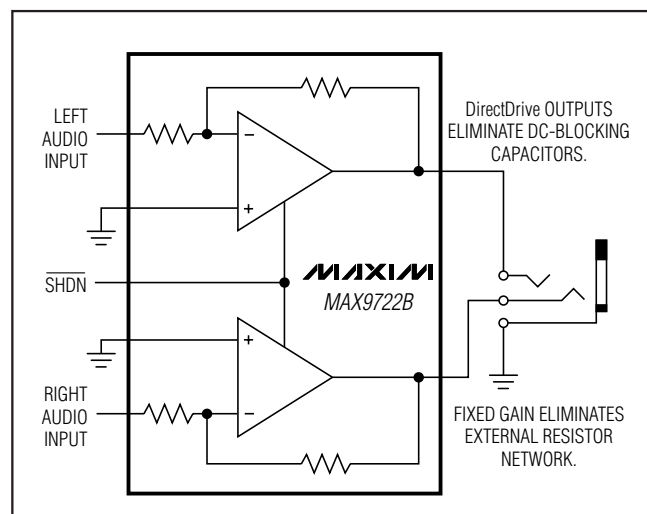 LEFT
AUDIO
INPUT
DirectDrive OUTPUTS
ELIMINATE DC-BLOCKING
CAPACITORS.
−
+
SHDN
MAXIM
MAX9722B
+
−
RIGHT
AUDIO
INPUT
FIXED GAIN ELIMINATES
EXTERNAL RESISTOR
NETWORK.